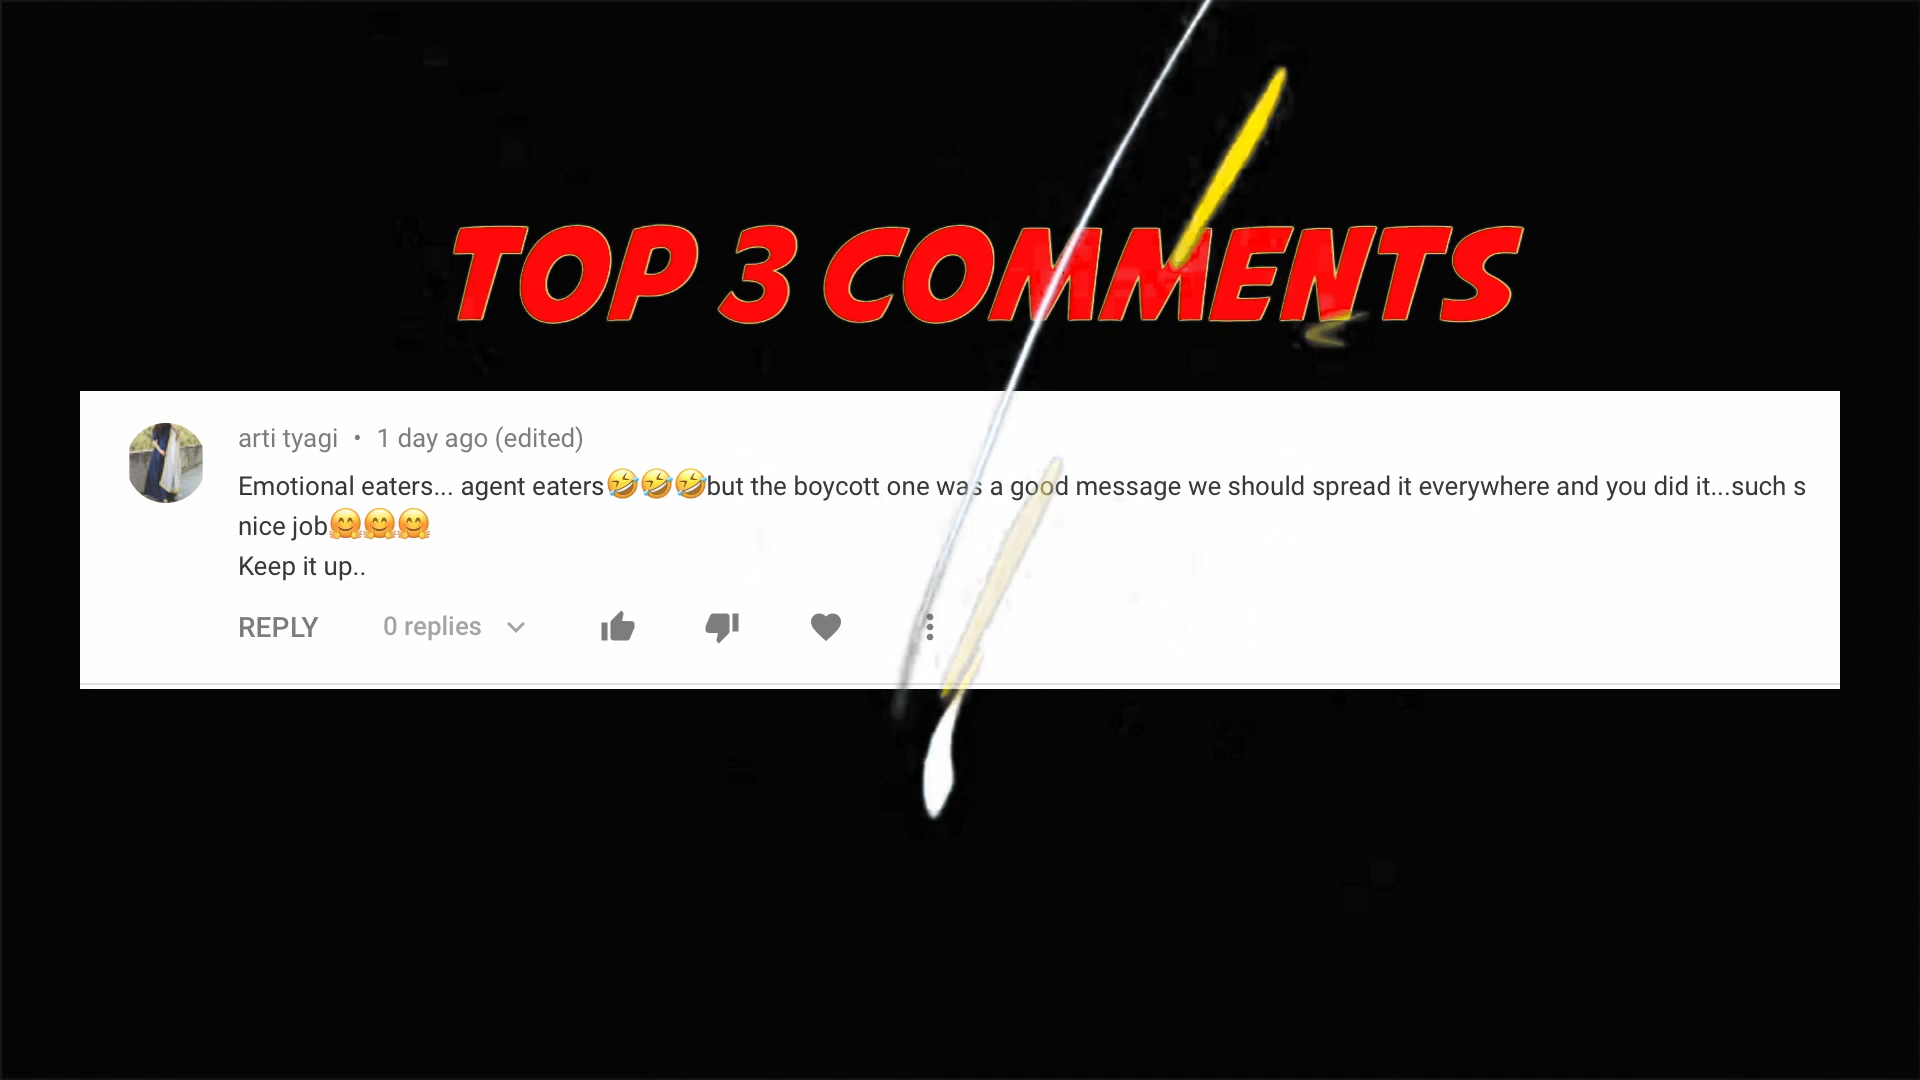 TOP 3 COMMENTS
arti tyagi • 1 day ago (edited)
Emotional eaters... agent eaters🤣🤣🤣but the boycott one was a good message we should spread it everywhere and you did it...such s
nice job🤗🤗🤗
Keep it up..
REPLY 0 replies